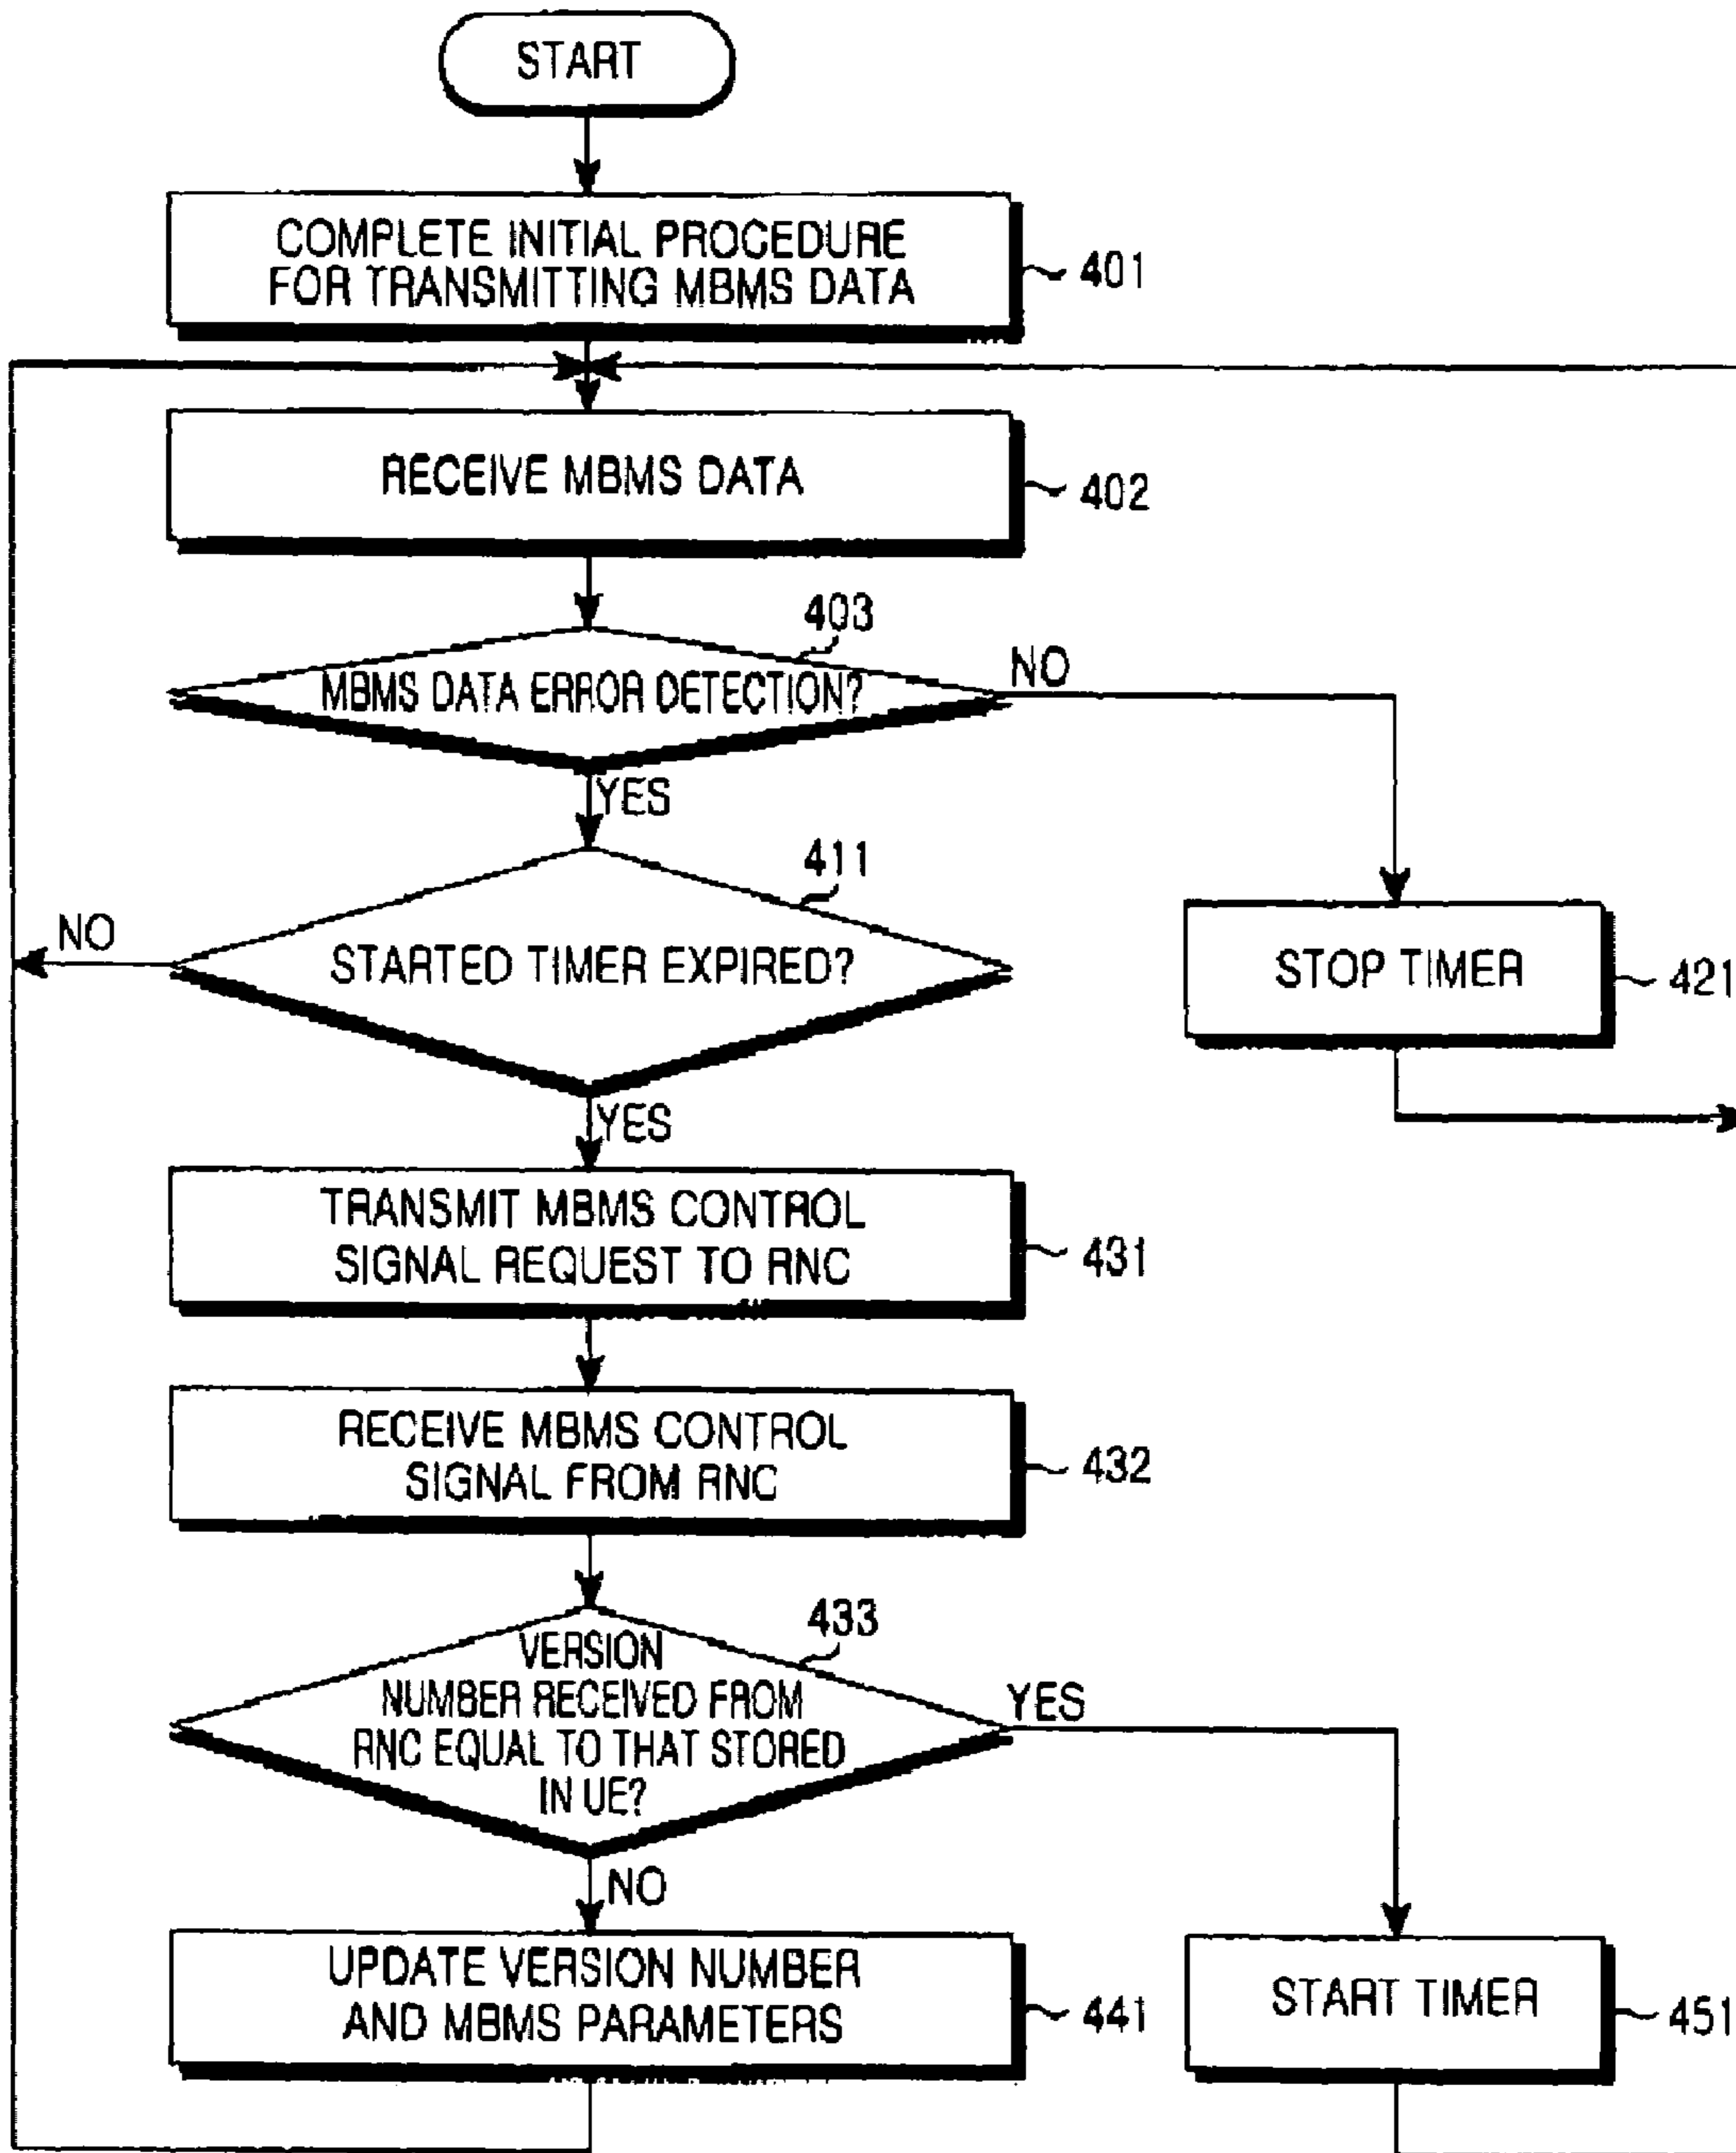 START
COMPLETE INITIAL PROCEDURE
FOR TRANSMITTING MBMS DATA
401
RECEIVE MBMS DATA
402
403
MBMS DATA ERROR DETECTION?
NO
YES
411
NO
STARTED TIMER EXPIRED?
STOP TIMER
421
YES
TRANSMIT MBMS CONTROL
SIGNAL REQUEST TO RNC
431
RECEIVE MBMS CONTROL
SIGNAL FROM RNC
432
433
VERSION
NUMBER RECEIVED FROM
RNC EQUAL TO THAT STORED
IN UE?
YES
NO
UPDATE VERSION NUMBER
AND MBMS PARAMETERS
441
START TIMER
451